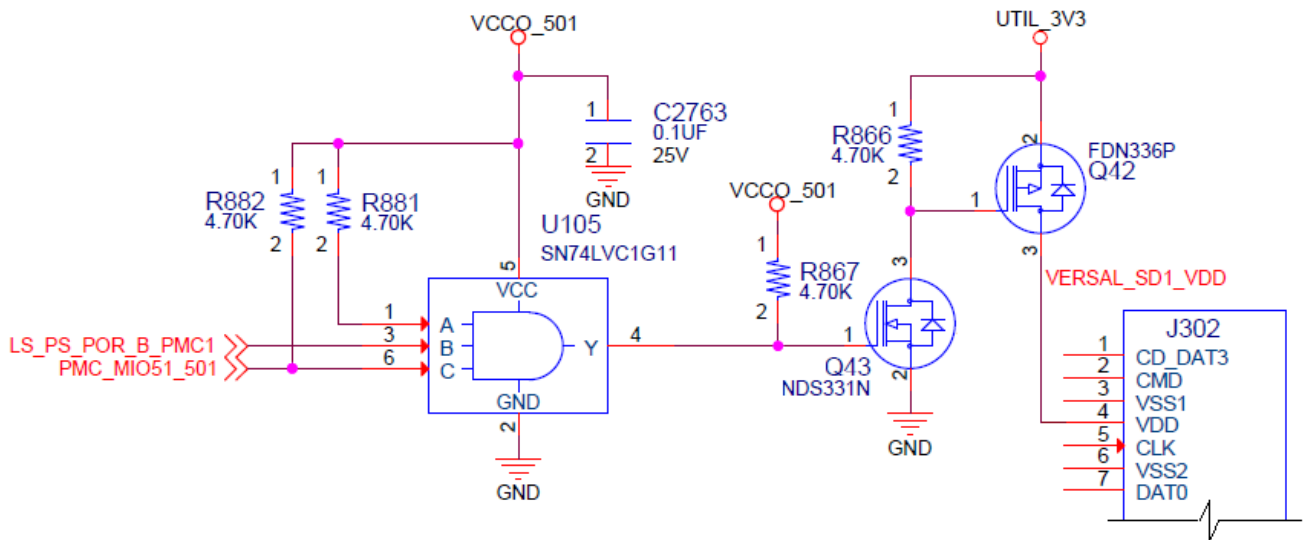 VCCO_501
UTIL_3V3
1
C2763
0.1UF
25V
2
GND
R866
4.70K
1
2
2
FDN336P
Q42
1
3
R882
4.70K
1
2
R881
4.70K
1
2
VCCO_501
1
R867
4.70K
2
U105
SN74LVC1G11
5
VCC
1 A
LS_PS_POR_B_PMC1 3 B
PMC_MIO51_501 6 C
Y 4
GND
2
GND
3
1
Q43
NDS331N
2
GND
VERSAL_SD1_VDD
J302
1 CD_DAT3
2 CMD
3 VSS1
4 VDD
5 CLK
6 VSS2
7 DAT0